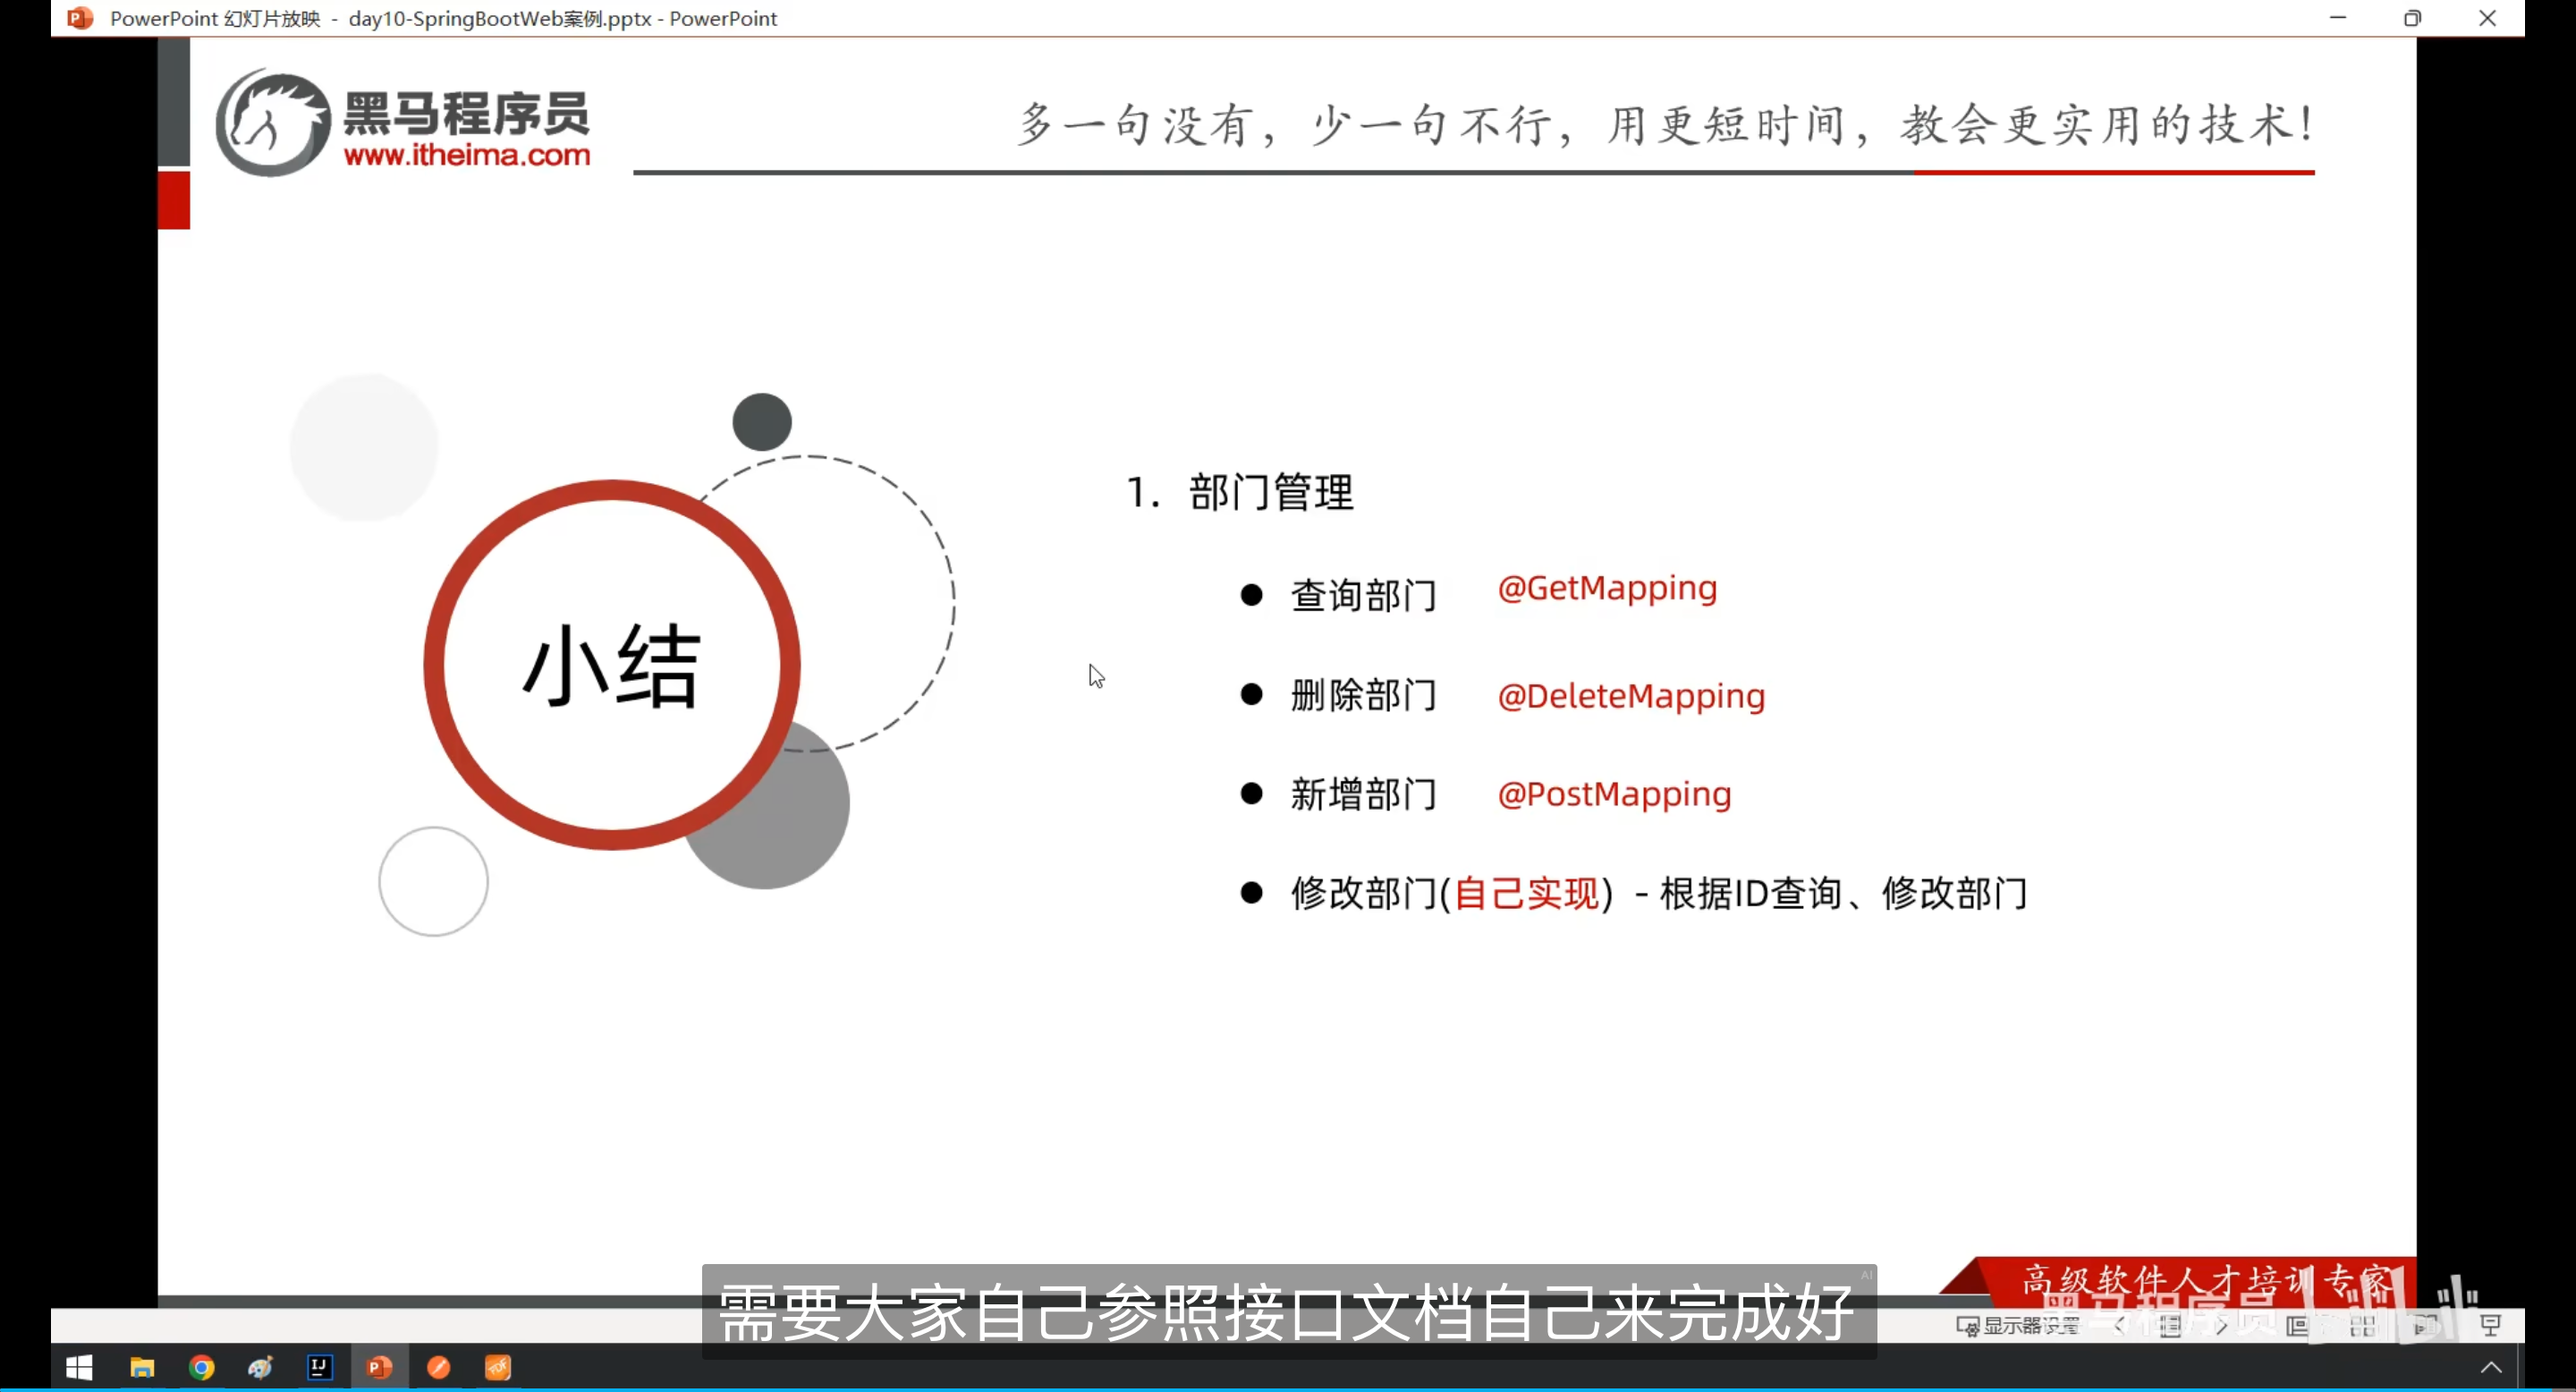 PowerPoint 幻灯片放映 - day10-SpringBootWeb案例.pptx - PowerPoint
黑马程序员
www.itheima.com
多一句没有，少一句不行，用更短时间，教会更实用的技术！
小结
1. 部门管理
● 查询部门 @GetMapping
● 删除部门 @DeleteMapping
● 新增部门 @PostMapping
● 修改部门(自己实现) - 根据ID查询、修改部门
高级软件人才培训专家
需要大家自己参照接口文档自己来完成好
AI
黑马程序员
显示器设置